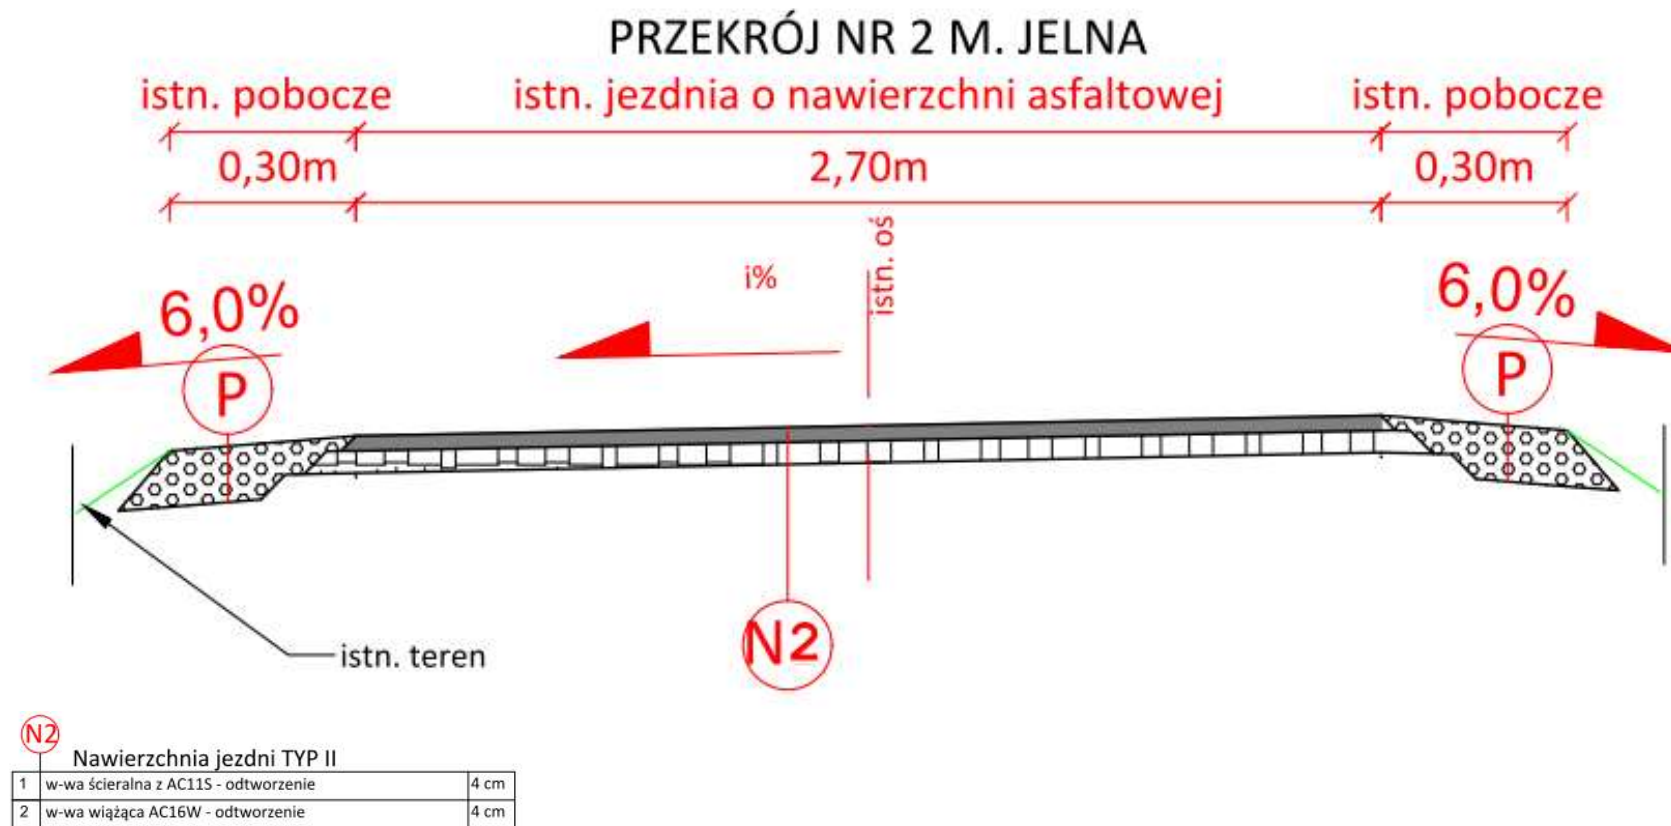 PRZEKRÓJ NR 2 M. JELNA
istn. pobocze istn. jezdnia o nawierzchni asfaltowej istn. pobocze
0,30m 2,70m 0,30m
istn. oś
i%
6,0% 6,0%
P P
N2
istn. teren
N2
Nawierzchnia jezdni TYP II
1 w-wa ścieralna z AC11S - odtworzenie 4 cm
2 w-wa wiążąca AC16W - odtworzenie 4 cm